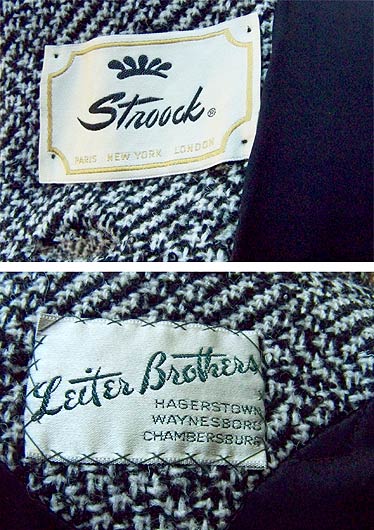 Stroock®
PARIS NEW YORK LONDON
Leiter Brothers
HAGERSTOWN
WAYNESBORO
CHAMBERSBURG